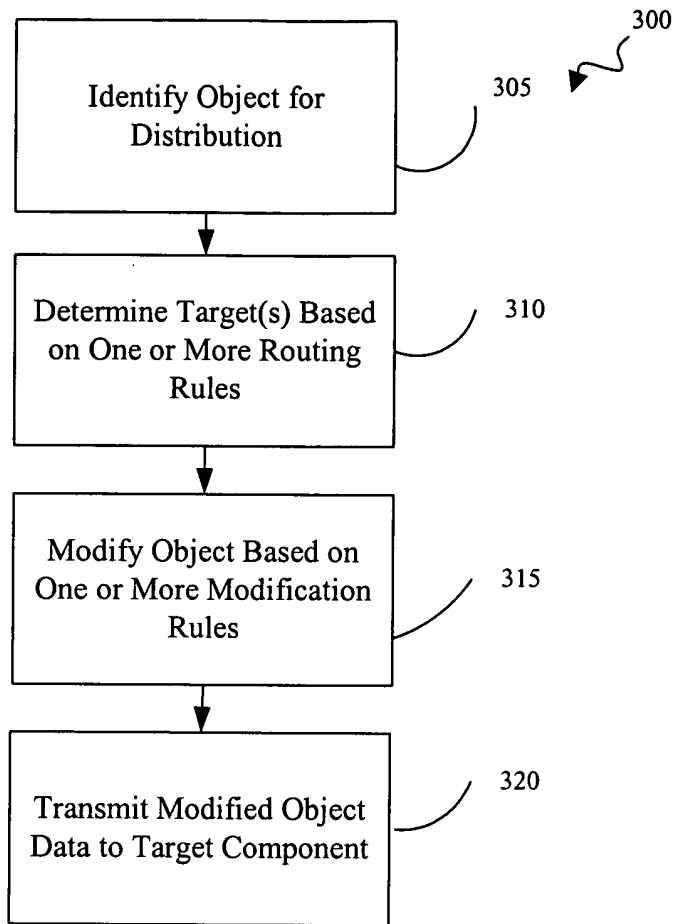 300
Identify Object for
Distribution
305
Determine Target(s) Based
on One or More Routing
Rules
310
Modify Object Based on
One or More Modification
Rules
315
Transmit Modified Object
Data to Target Component
320